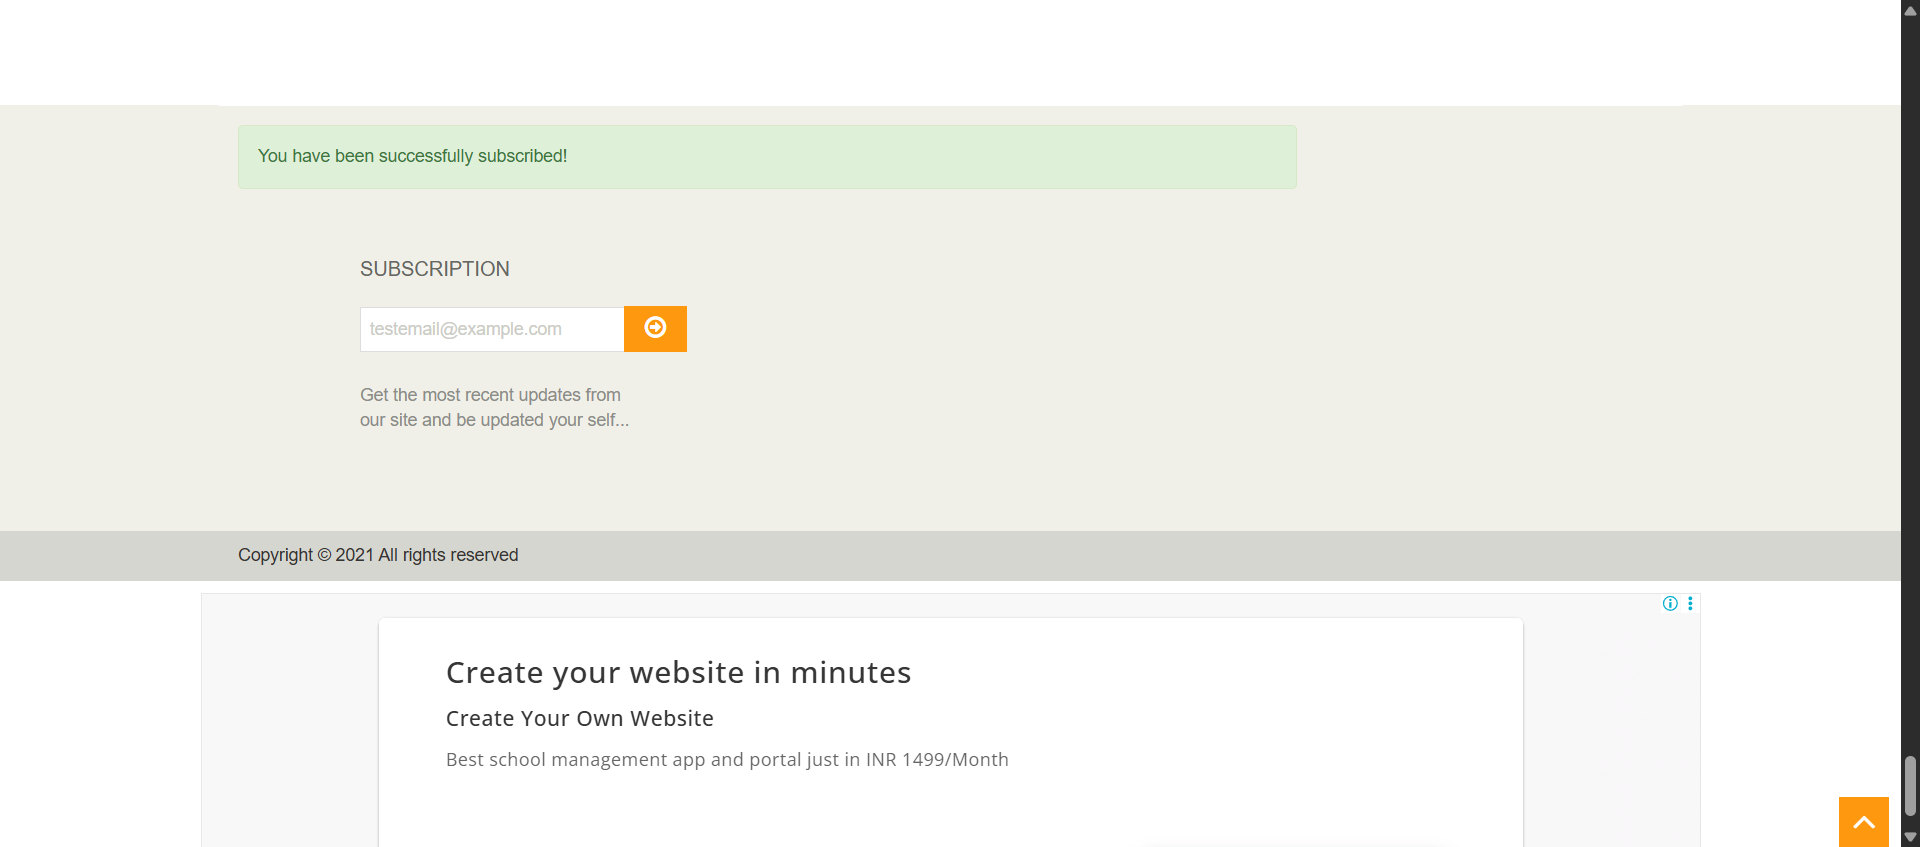 You have been successfully subscribed!
SUBSCRIPTION
testemail@example.com
Get the most recent updates from
our site and be updated your self...
Copyright © 2021 All rights reserved
Create your website in minutes
Create Your Own Website
Best school management app and portal just in INR 1499/Month